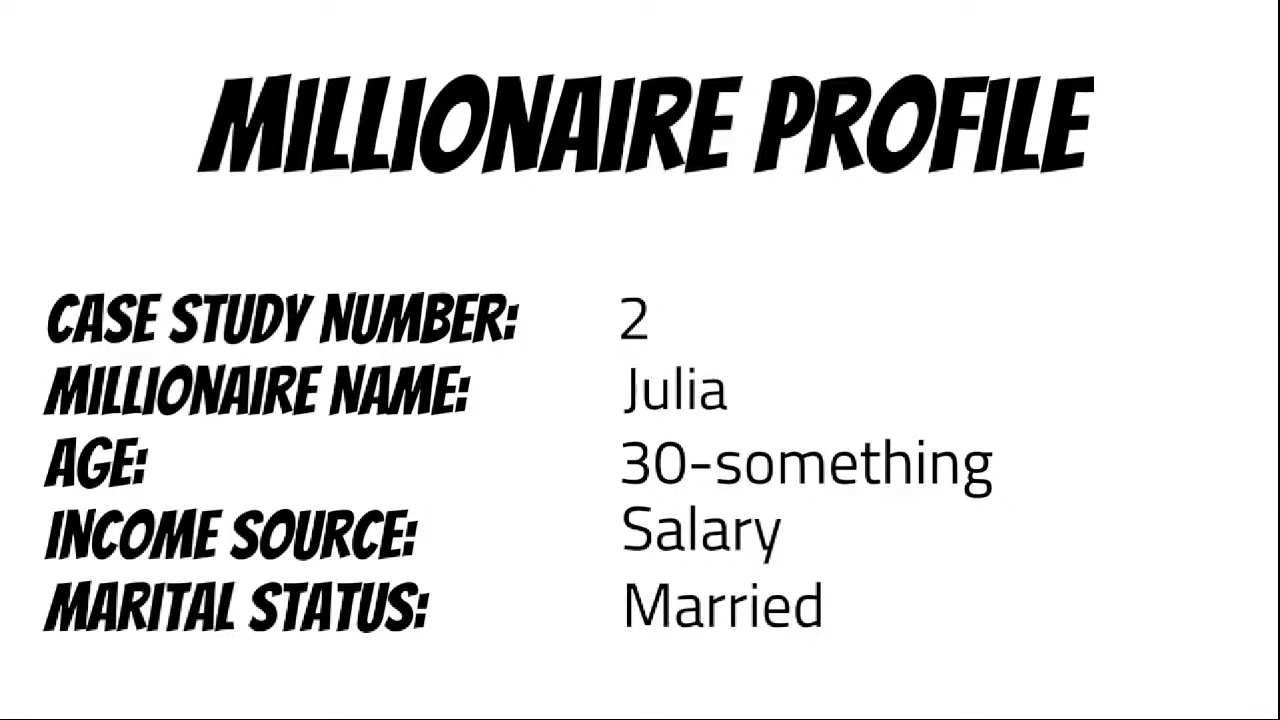 MILLIONAIRE PROFILE
CASE STUDY NUMBER: 2
MILLIONAIRE NAME: Julia
AGE: 30-something
INCOME SOURCE: Salary
MARITAL STATUS: Married